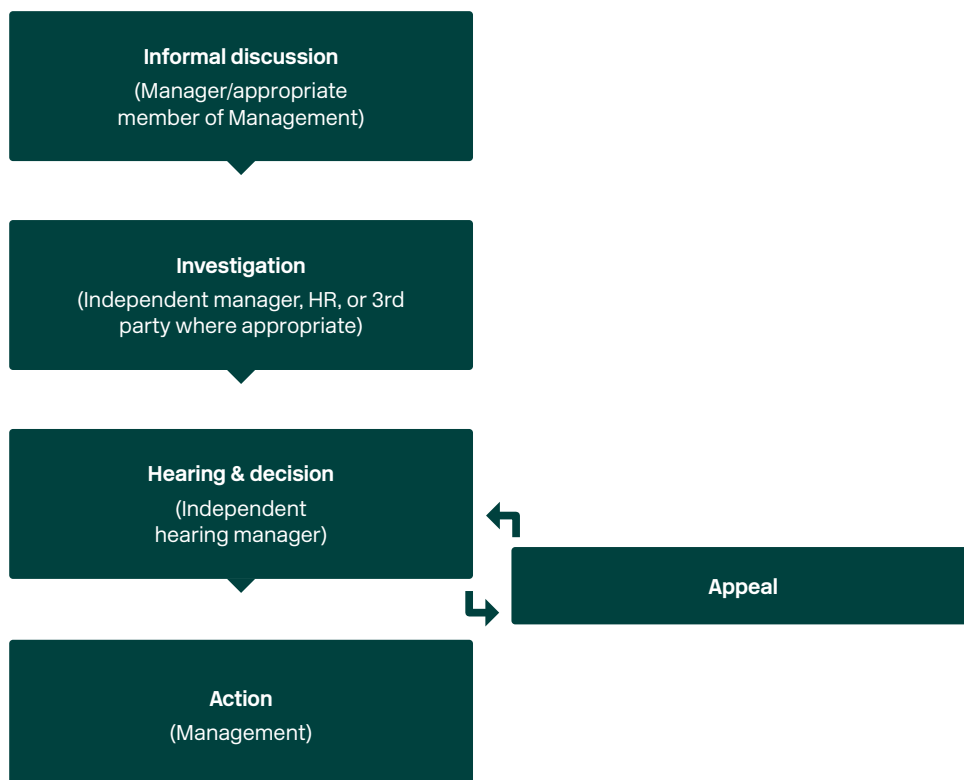 Informal discussion
(Manager/appropriate
member of Management)
Investigation
(Independent manager, HR, or 3rd
party where appropriate)
Hearing & decision
(Independent
hearing manager)
Appeal
Action
(Management)